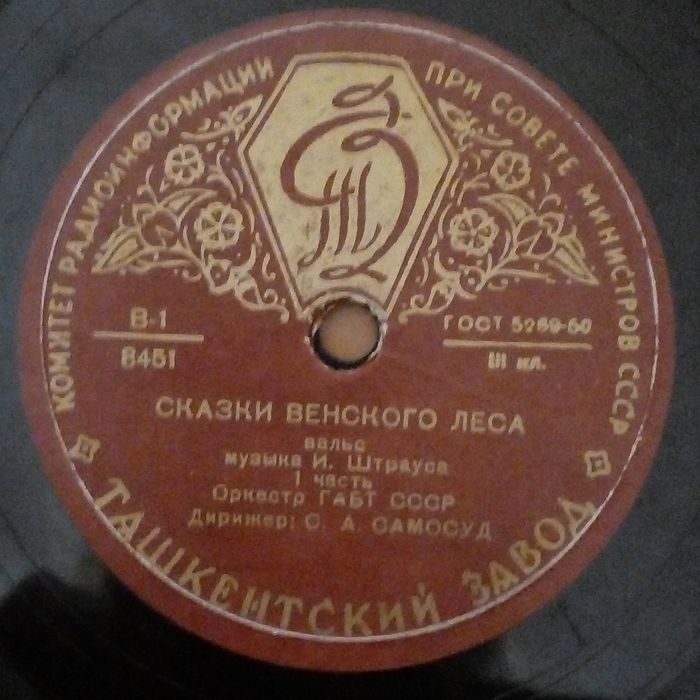 КОМИТЕТ РАДИОИНФОРМАЦИИ ПРИ СОВЕТЕ МИНИСТРОВ СССР
В-1
8451
ГОСТ 5289-50
III кл.
СКАЗКИ ВЕНСКОГО ЛЕСА
вальс
музыка И. Штрауса
1 часть
Оркестр ГАБТ СССР
Дирижер: С. А. САМОСУД
ТАШКЕНТСКИЙ ЗАВОД